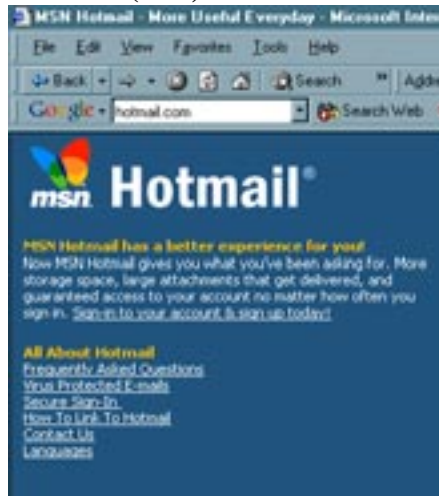 MSN Hotmail - More Useful Everyday - Microsoft Inter
File Edit View Favorites Tools Help
Back Search » Addre
Google hotmail.com Search Web
msn Hotmail®
MSN Hotmail has a better experience for you!
Now MSN Hotmail gives you what you've been asking for. More
storage space, large attachments that get delivered, and
guaranteed access to your account no matter how often you
sign in. Sign-in to your account & sign up today!
All About Hotmail
Frequently Asked Questions
Virus Protected E-mails
Secure Sign-In
How To Link To Hotmail
Contact Us
Languages